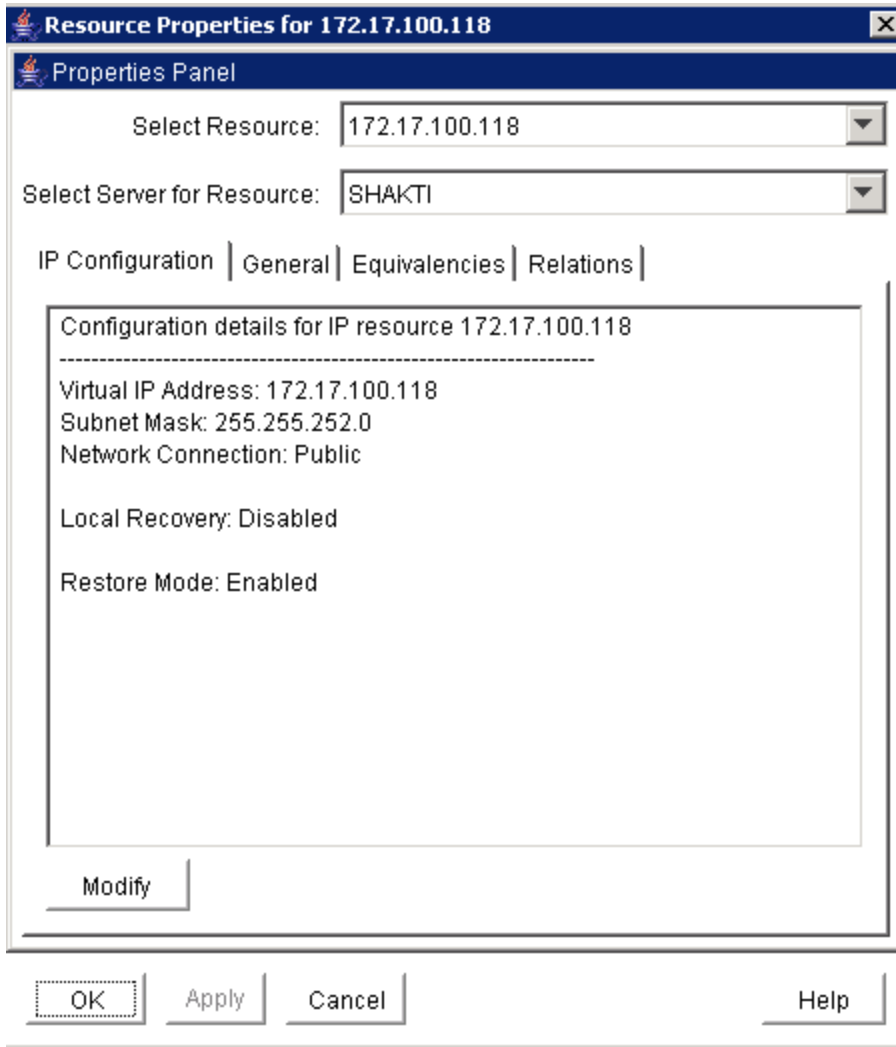 Resource Properties for 172.17.100.118
Properties Panel
Select Resource: 172.17.100.118
Select Server for Resource: SHAKTI
IP Configuration General Equivalencies Relations
Configuration details for IP resource 172.17.100.118
-------------------------------------------------------------------
Virtual IP Address: 172.17.100.118
Subnet Mask: 255.255.252.0
Network Connection: Public
Local Recovery: Disabled
Restore Mode: Enabled
Modify
OK Apply Cancel Help